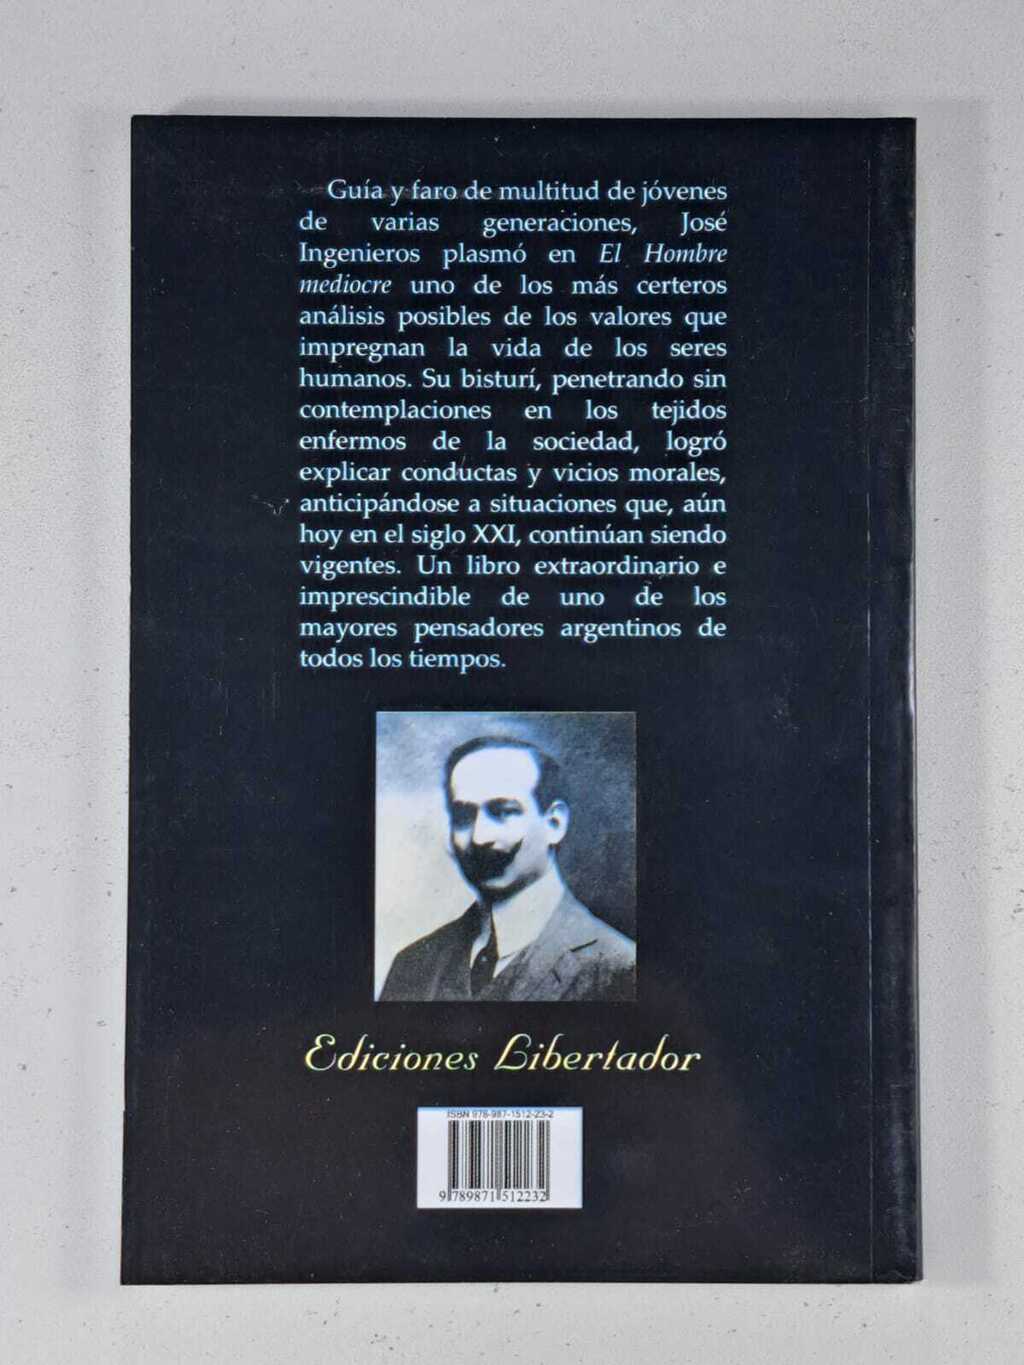 Guía y faro de multitud de jóvenes
de varias generaciones, José
Ingenieros plasmó en El Hombre
mediocre uno de los más certeros
análisis posibles de los valores que
impregnan la vida de los seres
humanos. Su bisturí, penetrando sin
contemplaciones en los tejidos
enfermos de la sociedad, logró
explicar conductas y vicios morales,
anticipándose a situaciones que, aún
hoy en el siglo XXI, continúan siendo
vigentes. Un libro extraordinario e
imprescindible de uno de los
mayores pensadores argentinos de
todos los tiempos.
Ediciones Libertador
ISBN 978-987-1512-23-2
9 789871 512232